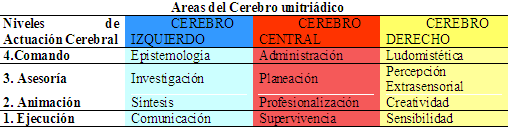 Areas del Cerebro unitriádico
Niveles de Actuación Cerebral CEREBRO IZQUIERDO CEREBRO CENTRAL CEREBRO DERECHO
4.Comando Epistemología Administración Ludomistética
3. Asesoría Investigación Planeación Percepción Extrasensorial
2. Animación Síntesis Profesionalización Creatividad
1. Ejecución Comunicación Supervivencia Sensibilidad